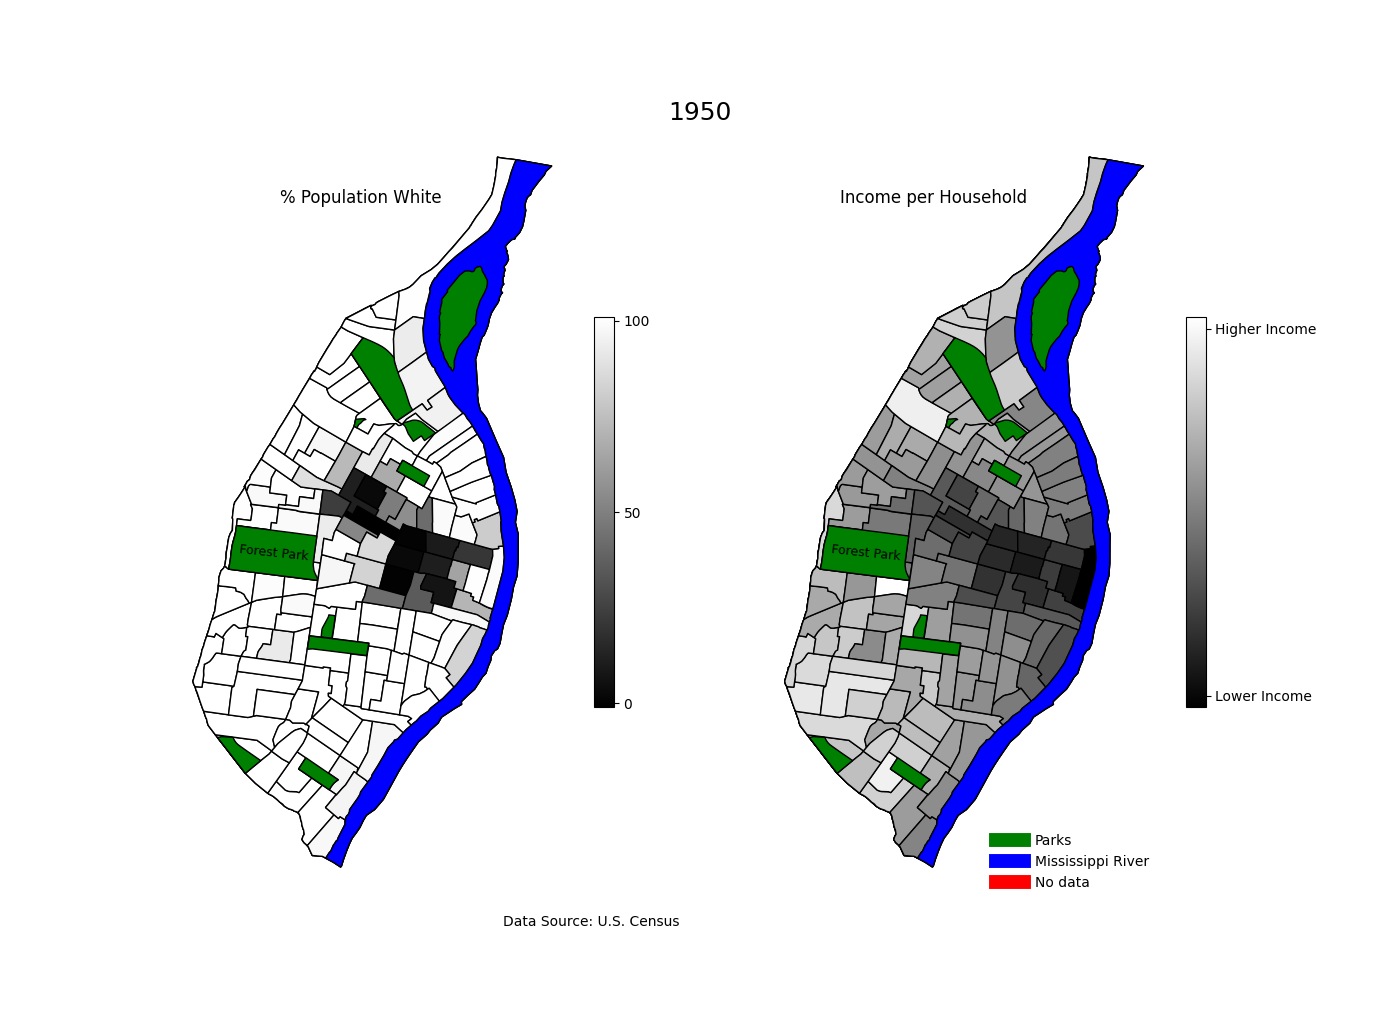 1950
% Population White
Income per Household
100
50
0
Higher Income
Lower Income
Forest Park
Forest Park
Parks
Mississippi River
No data
Data Source: U.S. Census